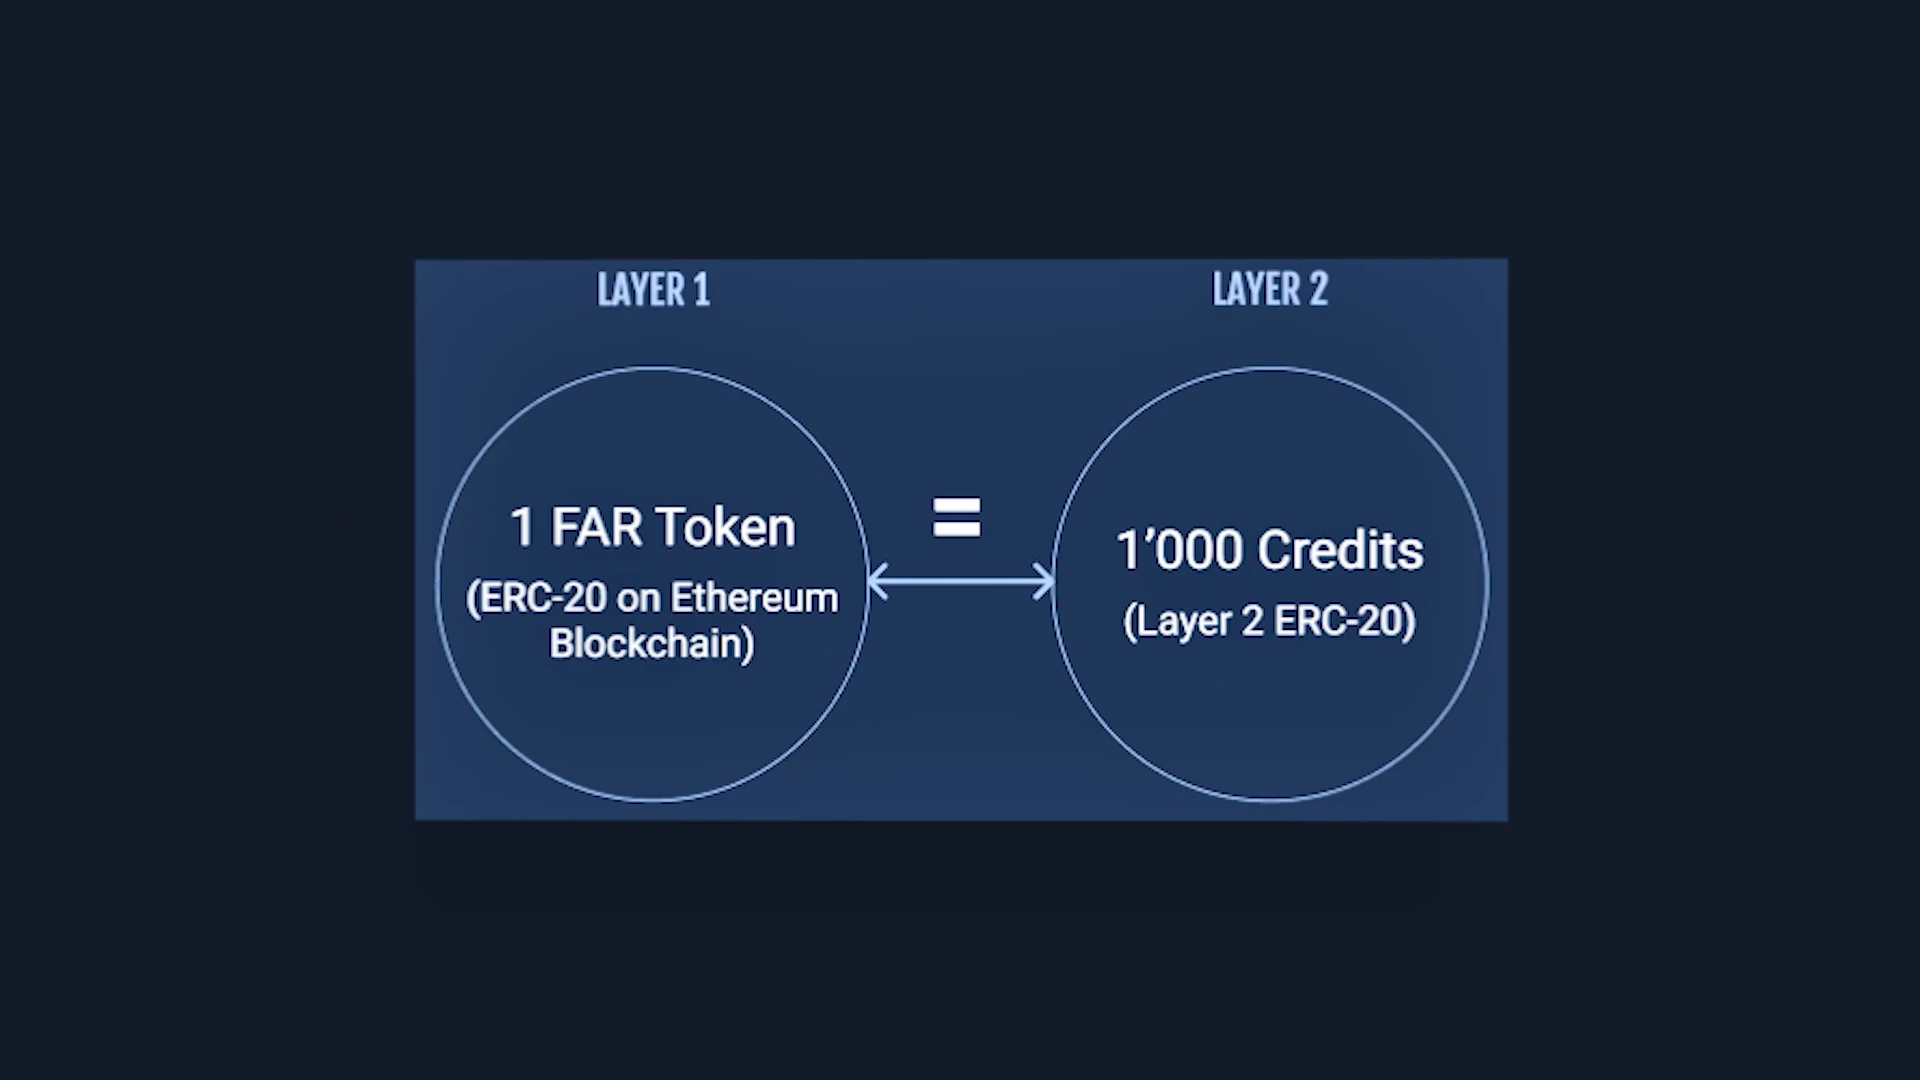 LAYER 1
LAYER 2
1 FAR Token
(ERC-20 on Ethereum
Blockchain)
=
1’000 Credits
(Layer 2 ERC-20)